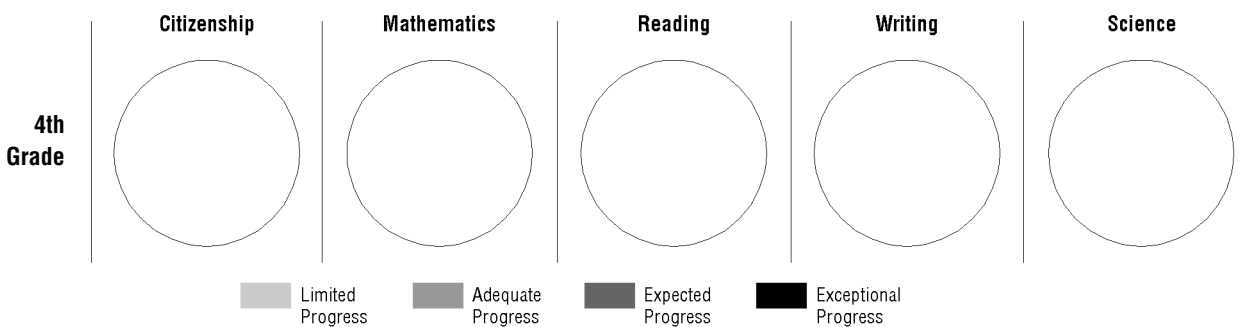 Citizenship Mathematics Reading Writing Science
4th
Grade
Limited
Progress
Adequate
Progress
Expected
Progress
Exceptional
Progress